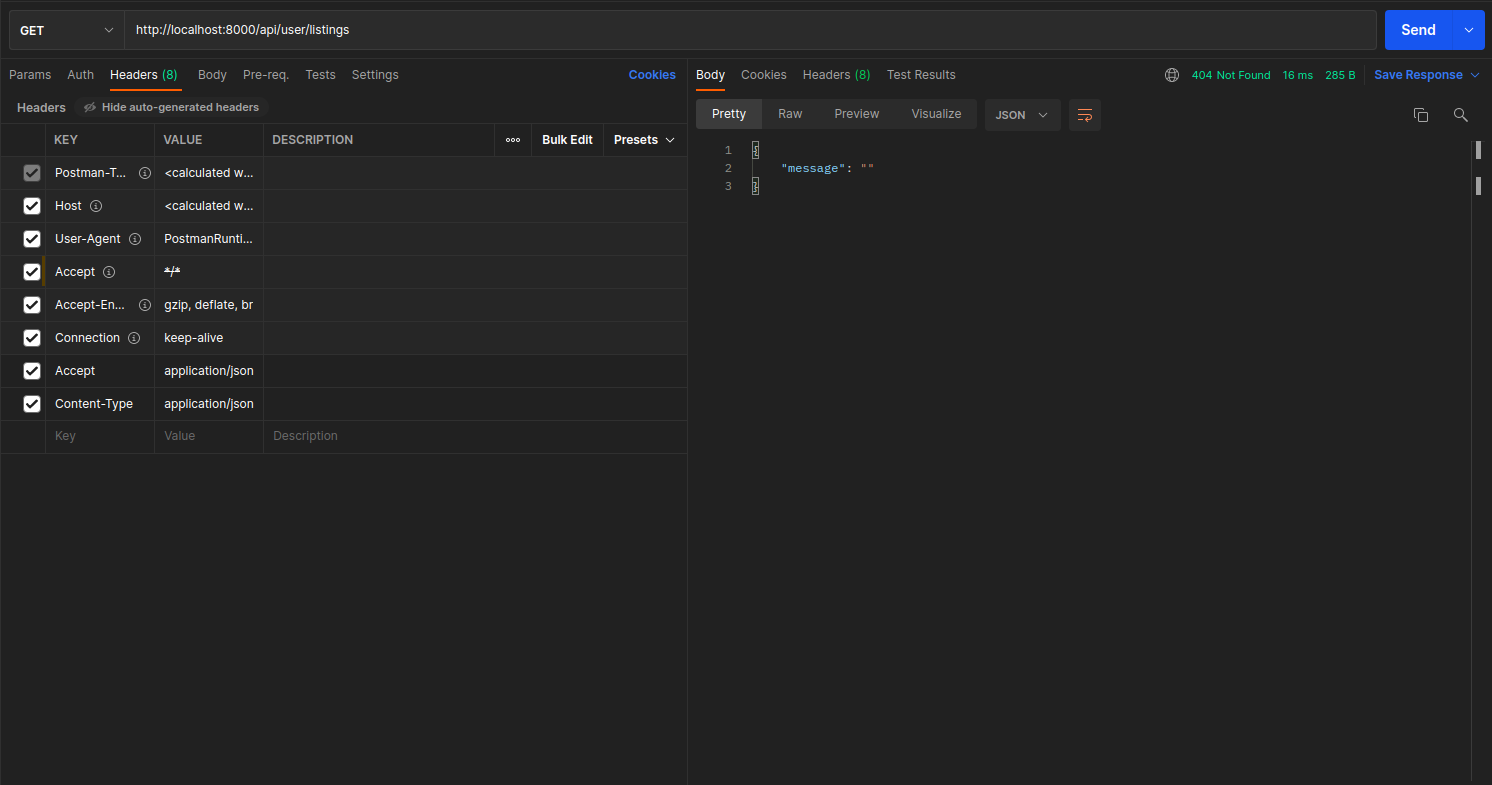 GET http://localhost:8000/api/user/listings Send
Params Auth Headers (8) Body Pre-req. Tests Settings Cookies
Headers Hide auto-generated headers
KEY VALUE DESCRIPTION ooo Bulk Edit Presets
Postman-T... <calculated w...
Host <calculated w...
User-Agent PostmanRunti...
Accept */*
Accept-En... gzip, deflate, br
Connection keep-alive
Accept application/json
Content-Type application/json
Key Value Description
Body Cookies Headers (8) Test Results 404 Not Found 16 ms 285 B Save Response
Pretty Raw Preview Visualize JSON
1 {
2 "message": ""
3 }